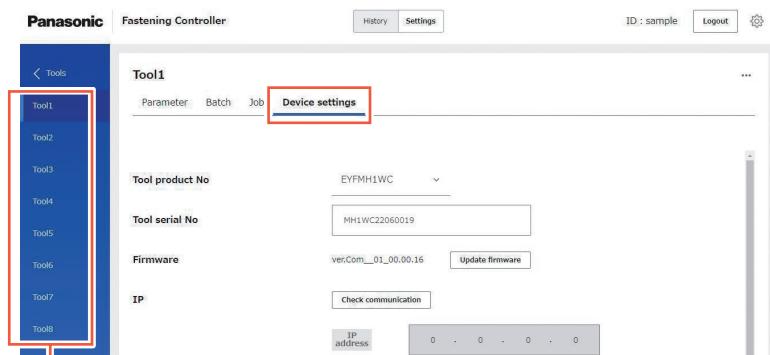 Panasonic Fastening Controller History Settings ID : sample Logout
Tools
Tool1
Tool2
Tool3
Tool4
Tool5
Tool6
Tool7
Tool8
Tool1 ...
Parameter Batch Job Device settings
Tool product No EYFMH1WC
Tool serial No MH1WC22060019
Firmware ver.Com__01_00.00.16 Update firmware
IP Check communication
IP
address 0 . 0 . 0 . 0